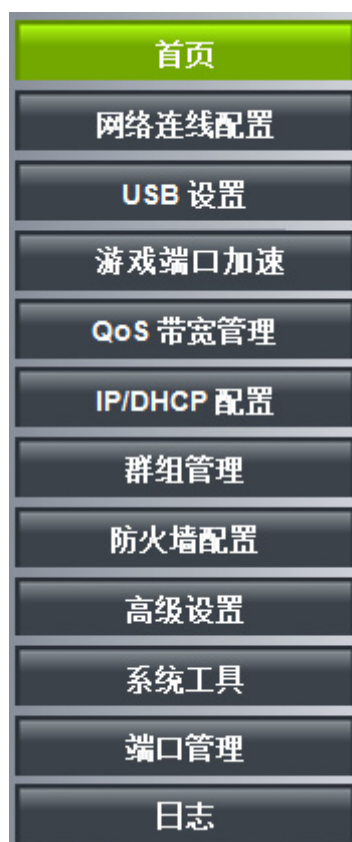 首页
网络连线配置
USB 设置
游戏端口加速
QoS 带宽管理
IP/DHCP 配置
群组管理
防火墙配置
高级设置
系统工具
端口管理
日志